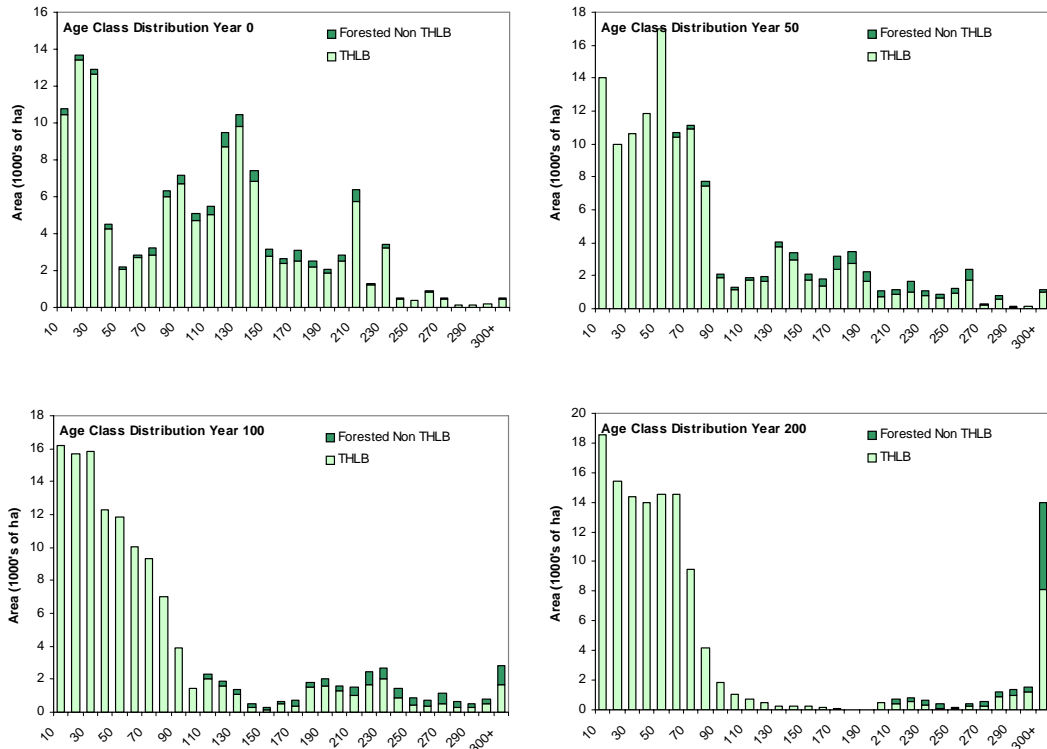 Age Class Distribution Year 0
Forested Non THLB
THLB
Area (1000's of ha)
16
14
12
10
8
6
4
2
0
10 30 50 70 90 110 130 150 170 190 210 230 250 270 290 300+
Age Class Distribution Year 50
Forested Non THLB
THLB
Area (1000's of ha)
18
16
14
12
10
8
6
4
2
0
10 30 50 70 90 110 130 150 170 190 210 230 250 270 290 300+
Age Class Distribution Year 100
Forested Non THLB
THLB
Area (1000's of ha)
18
16
14
12
10
8
6
4
2
0
10 30 50 70 90 110 130 150 170 190 210 230 250 270 290 300+
Age Class Distribution Year 200
Forested Non THLB
THLB
Area (1000's of ha)
20
18
16
14
12
10
8
6
4
2
0
10 30 50 70 90 110 130 150 170 190 210 230 250 270 290 300+